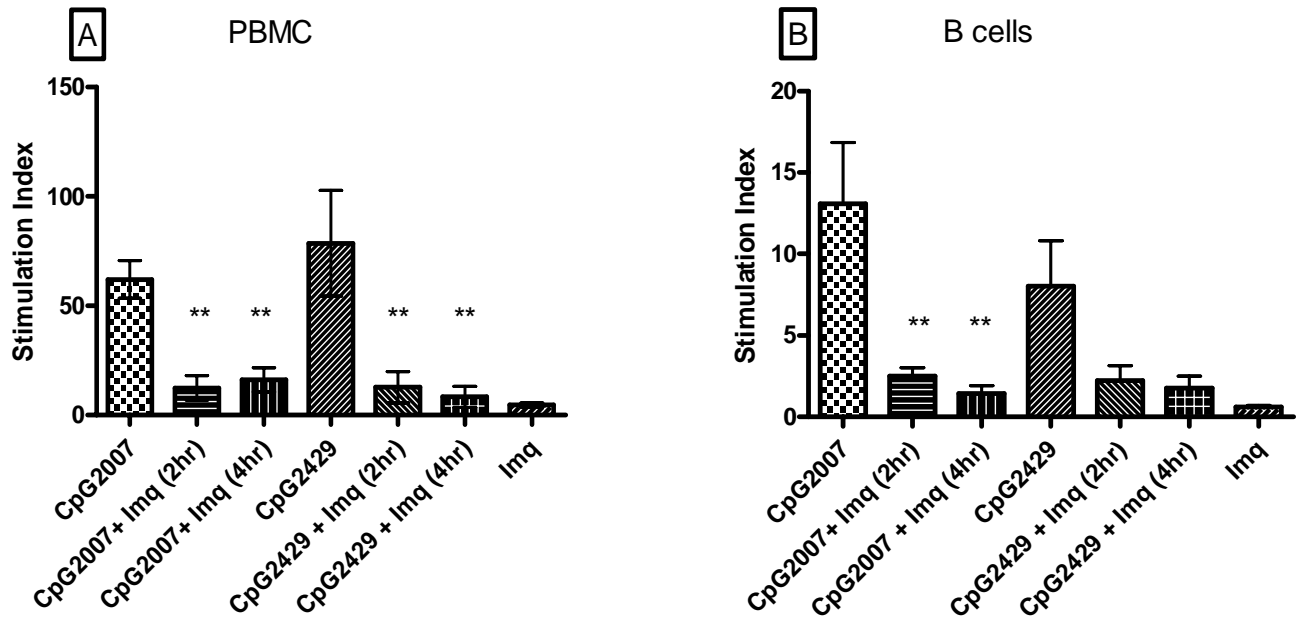 A PBMC
150
100
50
0
Stimulation Index
** ** ** **
CpG2007
CpG2007+ Imq (2hr)
CpG2007+ Imq (4hr)
CpG2429
CpG2429 + Imq (2hr)
CpG2429 + Imq (4hr)
Imq
B B cells
20
15
10
5
0
Stimulation Index
** **
CpG2007
CpG2007+ Imq (2hr)
CpG2007 + Imq (4hr)
CpG2429
CpG2429 + Imq (2hr)
CpG2429 + Imq (4hr)
Imq